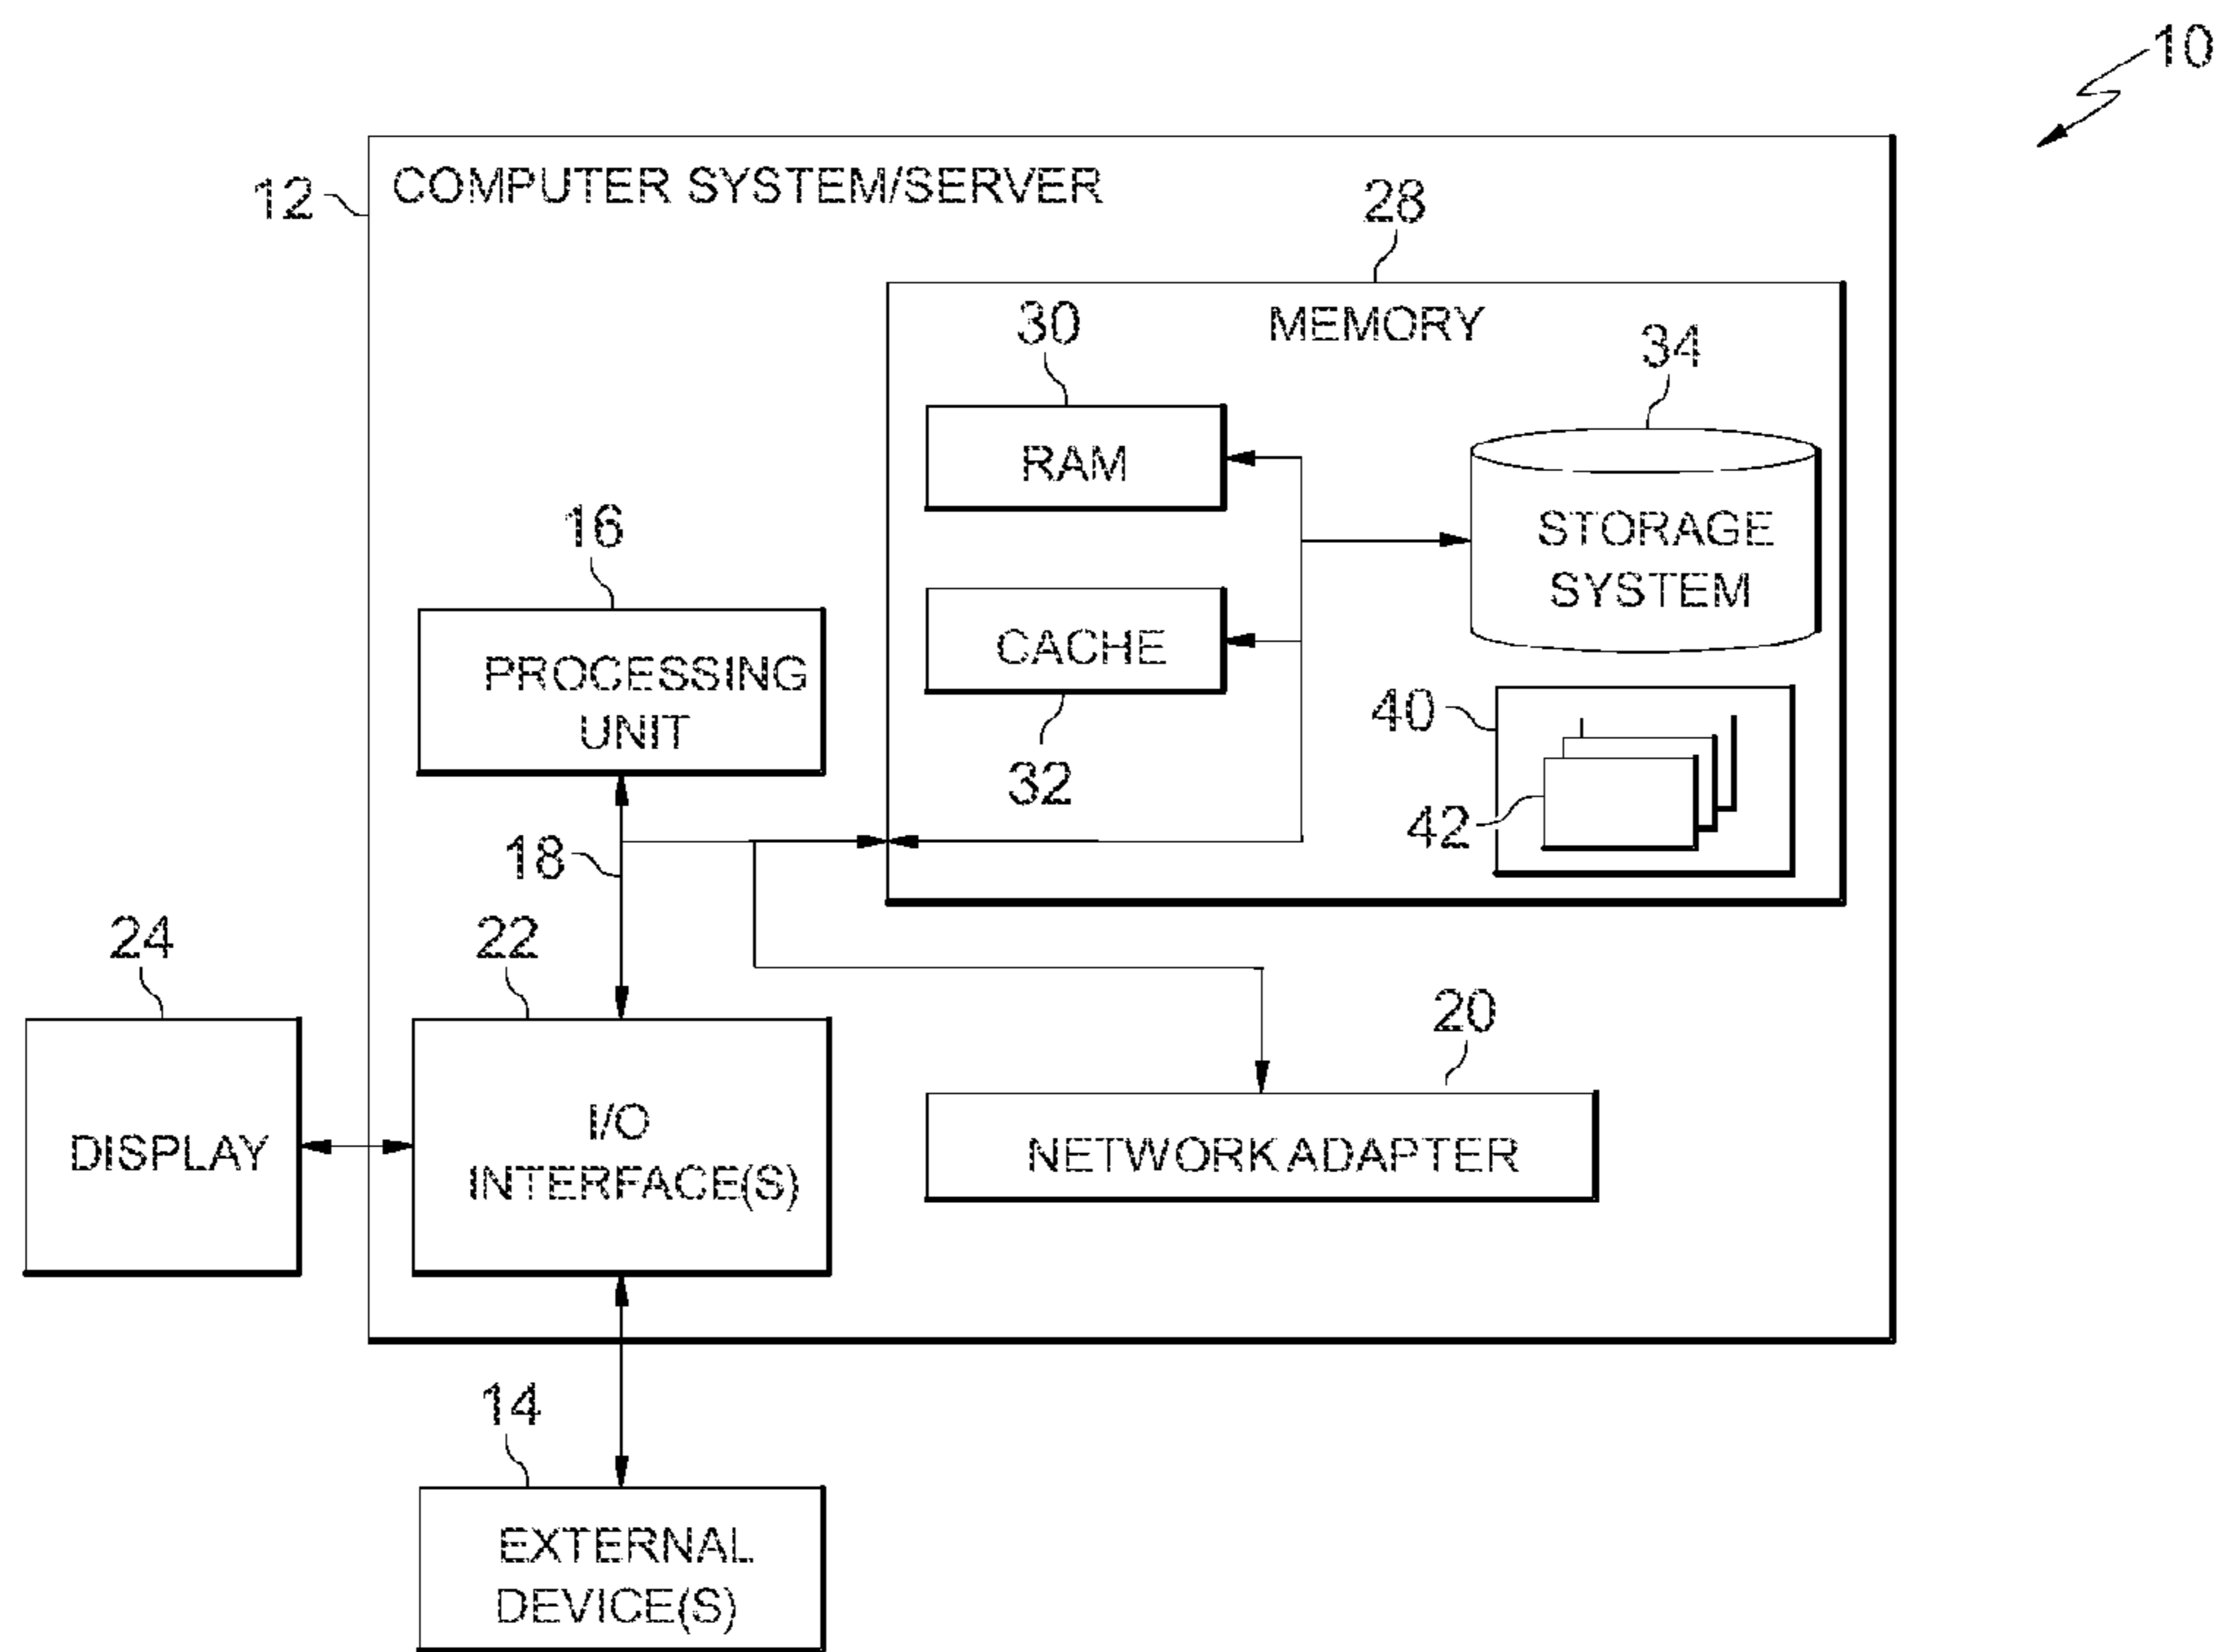 10
12
COMPUTER SYSTEM/SERVER
28
MEMORY
30
34
RAM
STORAGE
SYSTEM
16
PROCESSING
UNIT
CACHE
32
40
42
18
24
22
20
DISPLAY
I/O
INTERFACE(S)
NETWORK ADAPTER
14
EXTERNAL
DEVICE(S)